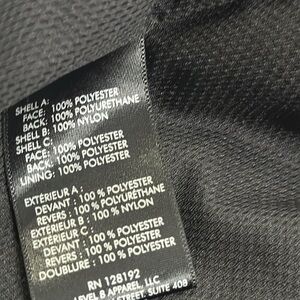 SHELL A:
FACE: 100% POLYESTER
BACK: 100% POLYURETHANE
SHELL B: 100% NYLON
SHELL C:
FACE: 100% POLYESTER
BACK: 100% POLYESTER
LINING: 100% POLYESTER
EXTÉRIEUR A :
DEVANT : 100 % POLYESTER
REVERS : 100 % POLYURÉTHANE
EXTÉRIEUR B : 100 % NYLON
EXTÉRIEUR C :
DEVANT : 100 % POLYESTER
REVERS : 100 % POLYESTER
DOUBLURE : 100 % POLYESTER
RN 128192
LEVEL B APPAREL, LLC
STREET, SUITE 408